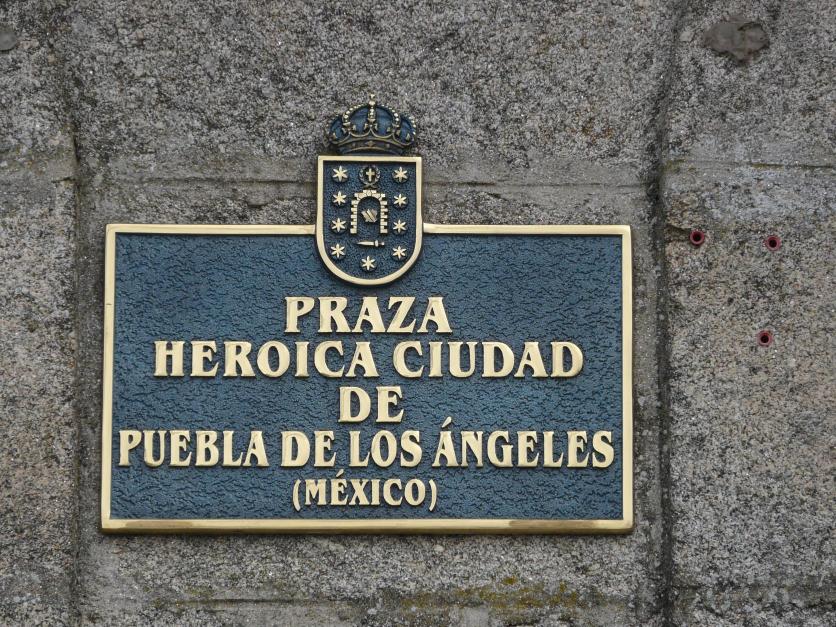 PRAZA
HEROICA CIUDAD
DE
PUEBLA DE LOS ÁNGELES
(MÉXICO)